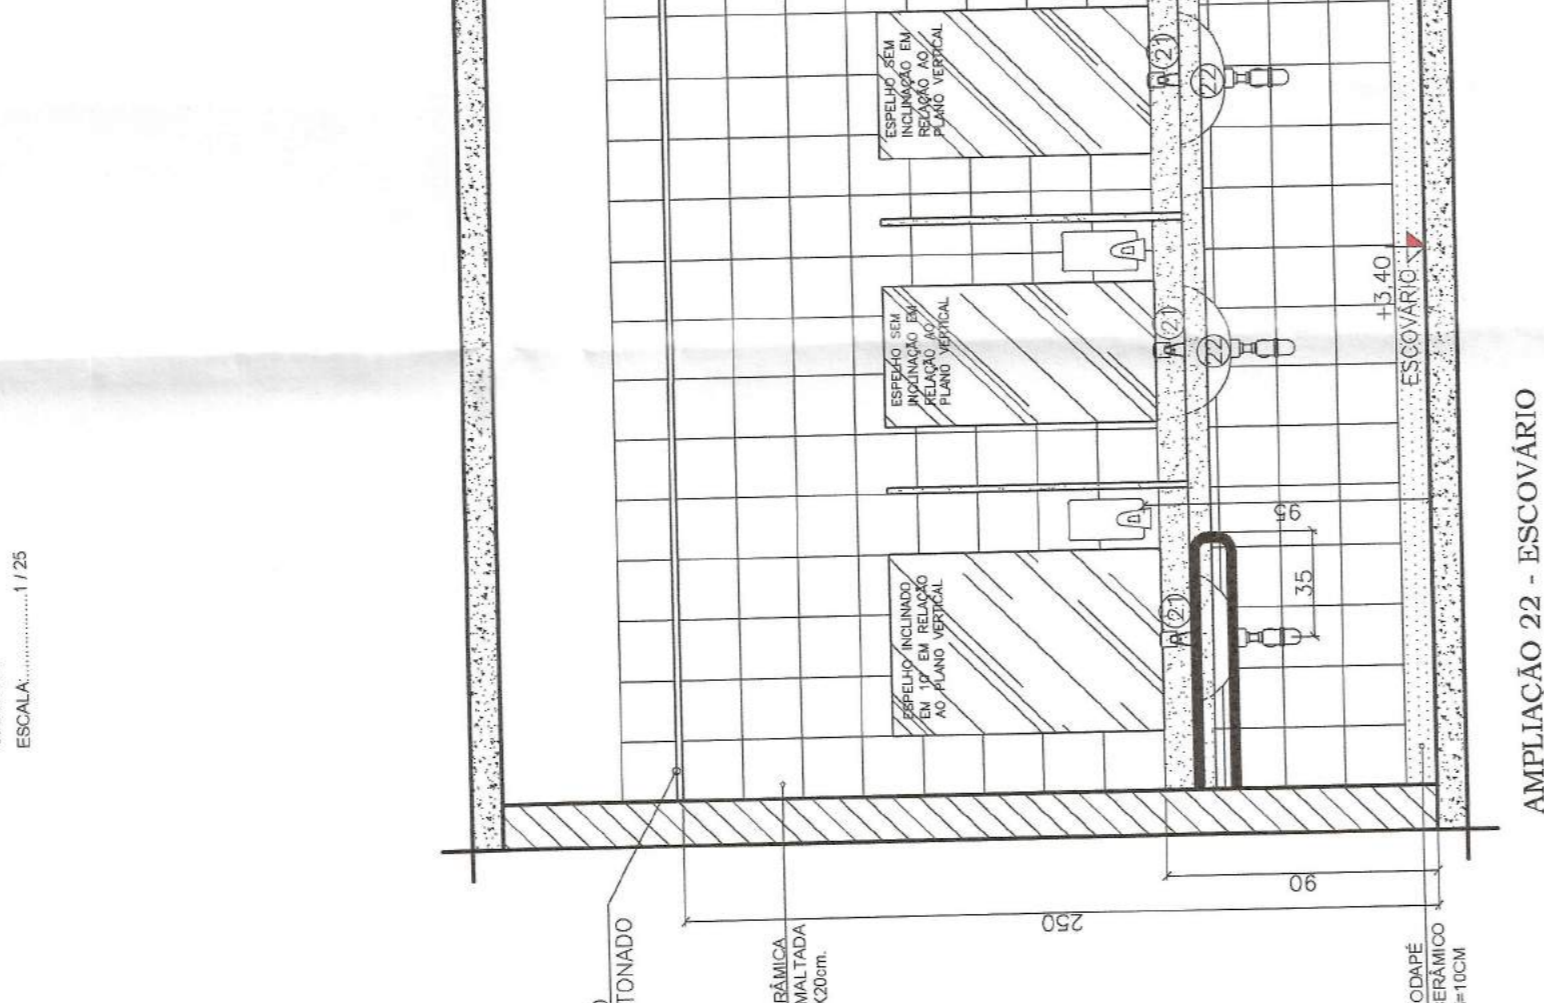 ESCALA:....................1 / 25
ESPELHO SEM
INCLINAÇÃO EM
RELAÇÃO AO
PLANO VERTICAL
21
22
ESPELHO SEM
INCLINAÇÃO EM
RELAÇÃO AO
PLANO VERTICAL
21
22
+3,40
ESCOVÁRIO
ESPELHO INCLINADO
EM 10° EM RELAÇÃO
AO PLANO VERTICAL
21
95
35
90
250
TONADO
RÂMICA
MALTADA
X20cm.
ODAPÉ
ERÂMICO
=10CM
AMPLIAÇÃO 22 - ESCOVÁRIO